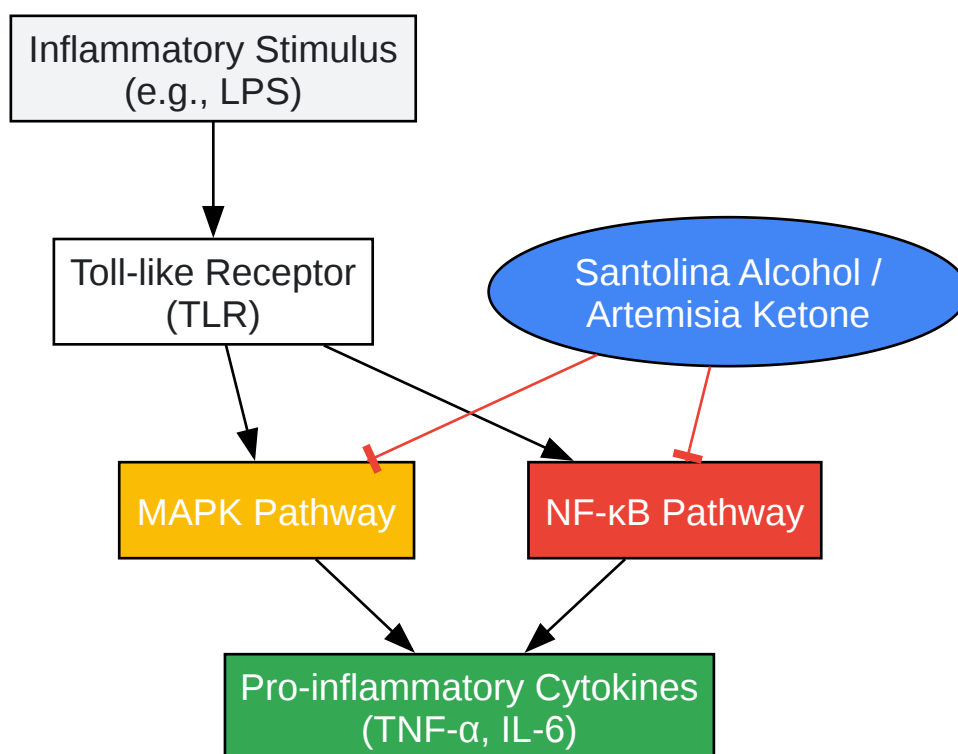 Inflammatory Stimulus
(e.g., LPS)
Toll-like Receptor
(TLR)
Santolina Alcohol /
Artemisia Ketone
MAPK Pathway
NF-κB Pathway
Pro-inflammatory Cytokines
(TNF-α, IL-6)